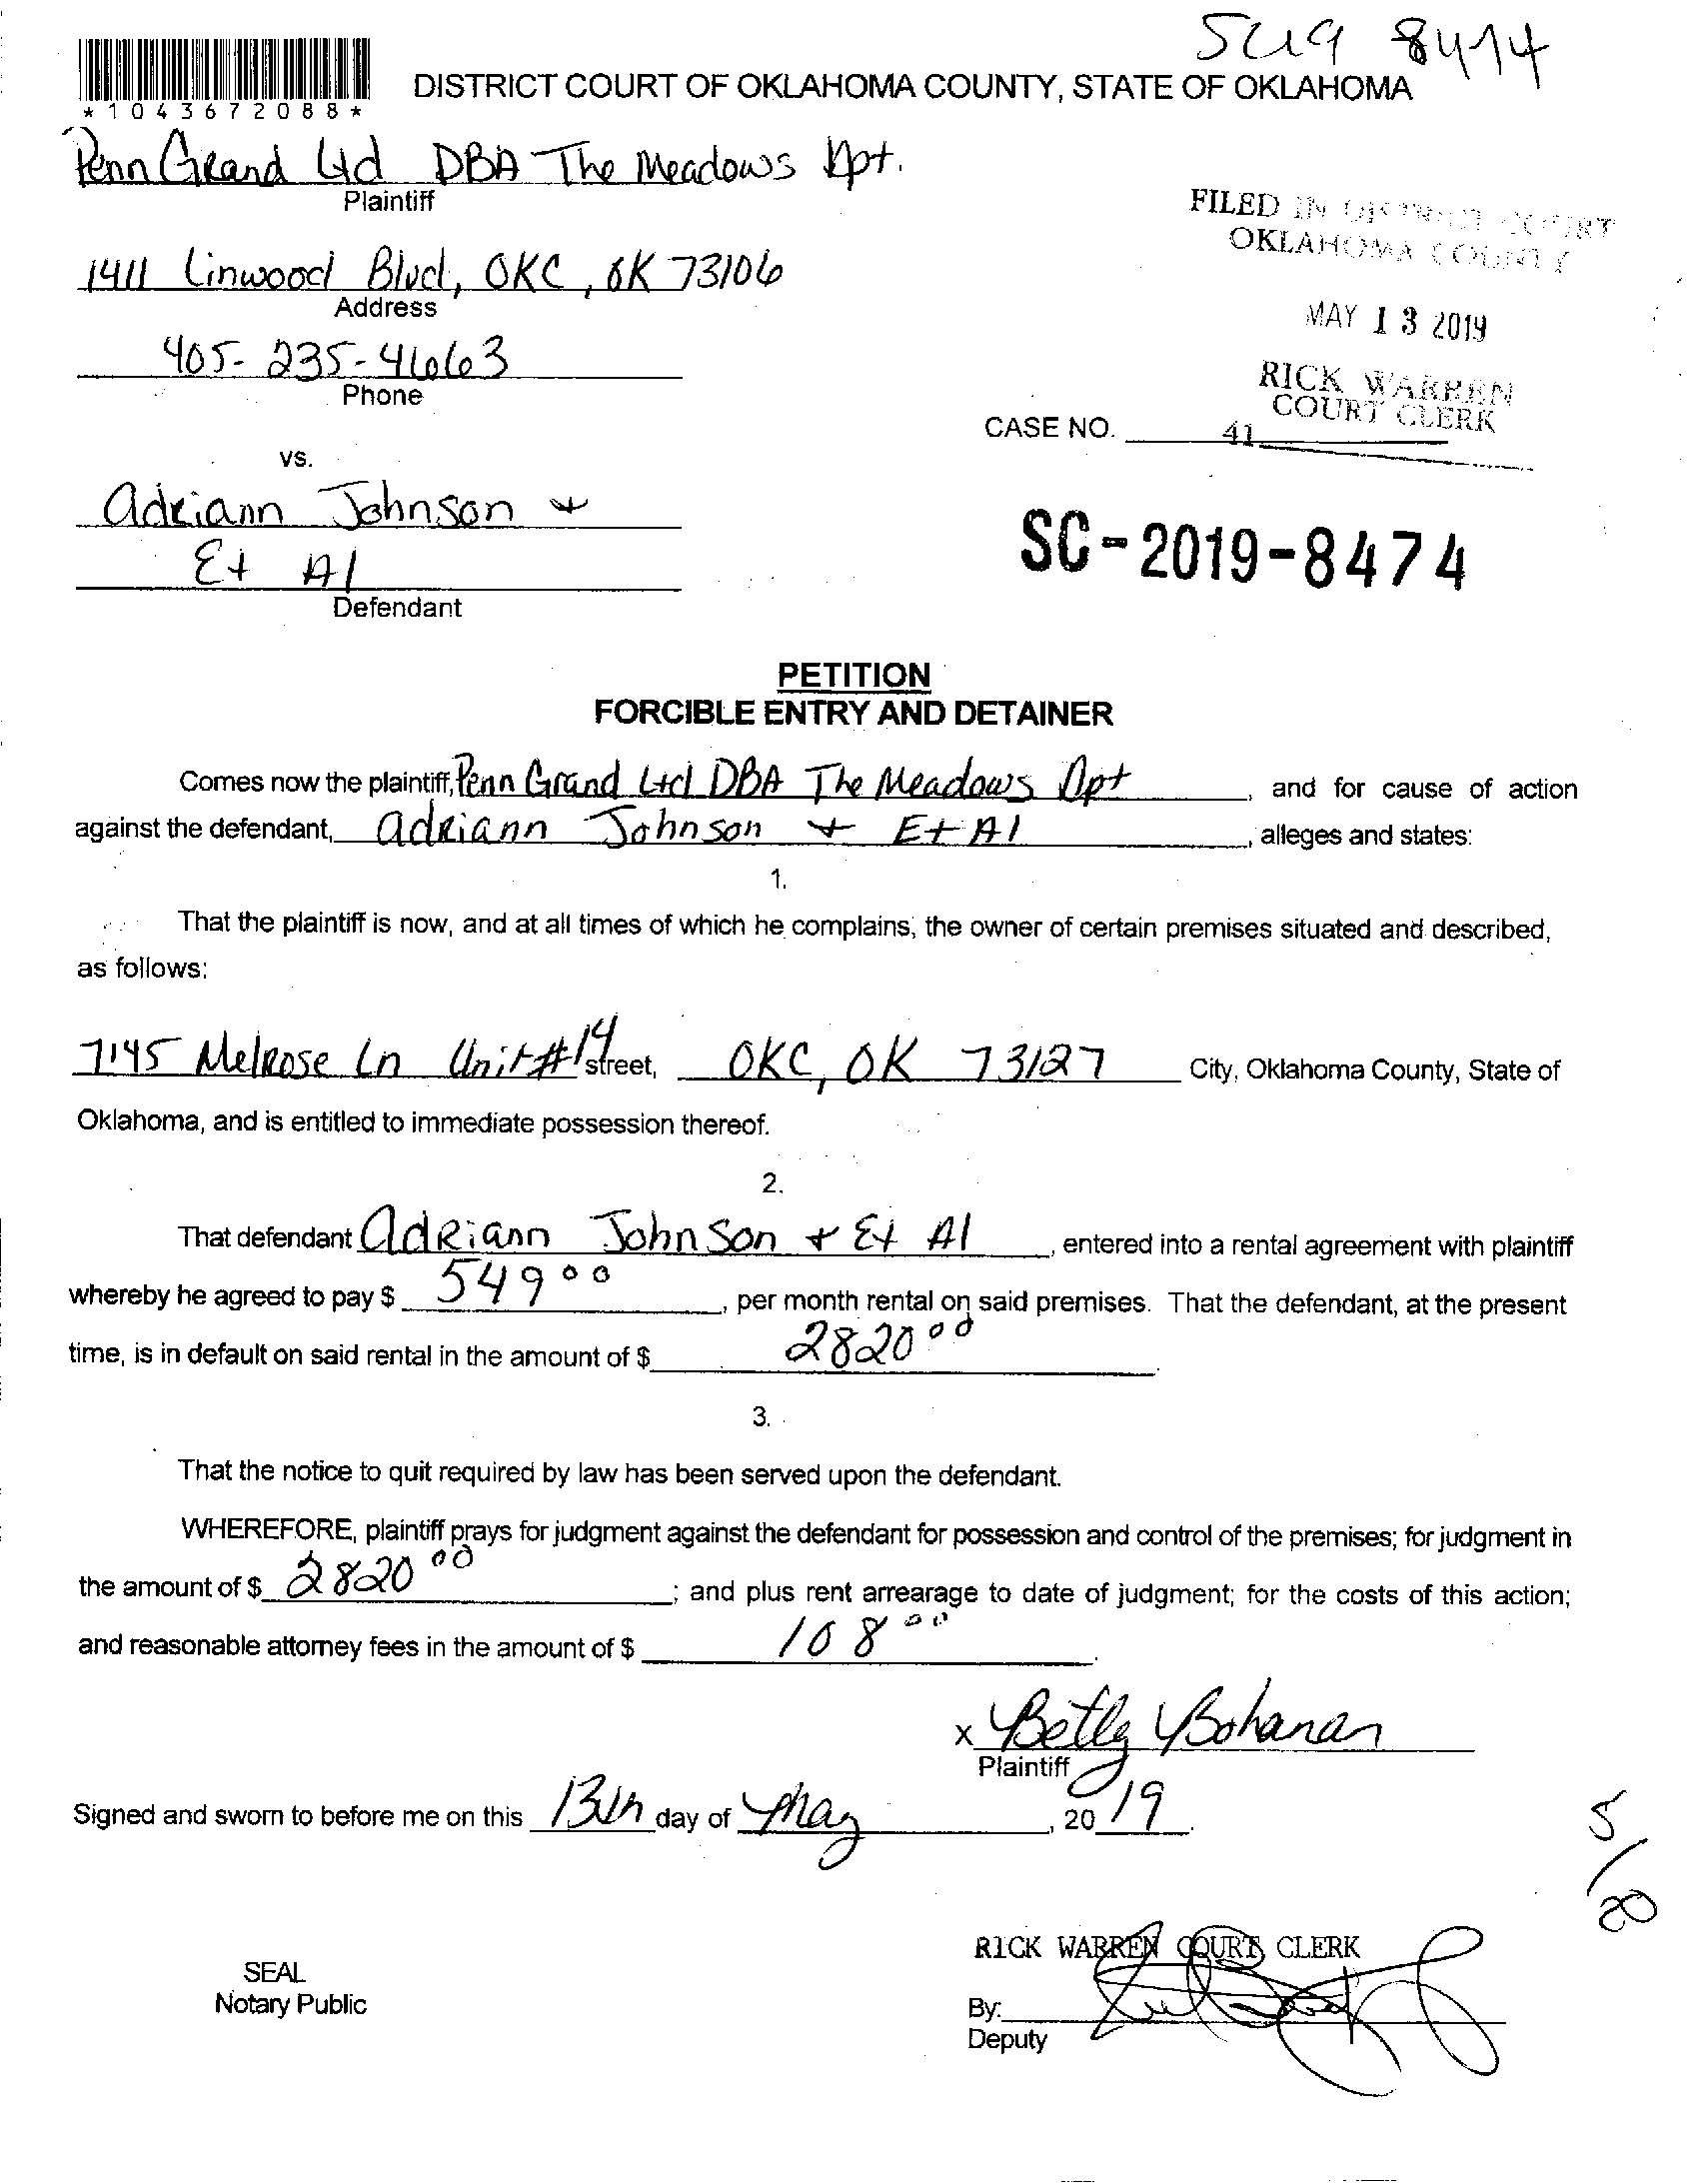 SC19 8474
*1043672088*
DISTRICT COURT OF OKLAHOMA COUNTY, STATE OF OKLAHOMA
Penn Grand Ltd DBA The Meadows Apt.
Plaintiff
1411 Linwood Blvd, OKC, OK 73106
Address
405-235-4663
Phone
FILED IN DISTRICT COURT
OKLAHOMA COUNTY
MAY 13 2019
RICK WARREN
COURT CLERK
CASE NO. 41
vs.
Adriann Johnson +
Et Al
Defendant
SC-2019-8474
PETITION
FORCIBLE ENTRY AND DETAINER
Comes now the plaintiff, Penn Grand Ltd DBA The Meadows Apt, and for cause of action
against the defendant, Adriann Johnson + Et Al, alleges and states:
1.
That the plaintiff is now, and at all times of which he complains, the owner of certain premises situated and described,
as follows:
7145 Melrose Ln Unit #14 street, OKC, OK 73127 City, Oklahoma County, State of
Oklahoma, and is entitled to immediate possession thereof.
2.
That defendant Adriann Johnson + Et Al, entered into a rental agreement with plaintiff
whereby he agreed to pay $ 549 00, per month rental on said premises. That the defendant, at the present
time, is in default on said rental in the amount of $ 2820 00.
3.
That the notice to quit required by law has been served upon the defendant.
WHEREFORE, plaintiff prays for judgment against the defendant for possession and control of the premises; for judgment in
the amount of $ 2820 00; and plus rent arrearage to date of judgment; for the costs of this action;
and reasonable attorney fees in the amount of $ 108 00.
x Betty Bohanan
Plaintiff
Signed and sworn to before me on this 13th day of May, 20 19.
5/28
RICK WARREN COURT CLERK
SEAL
Notary Public
By:
Deputy